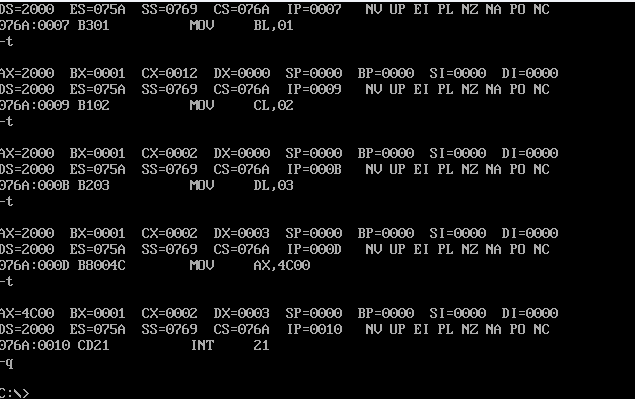 DS=2000 ES=075A SS=0769 CS=076A IP=0007 NV UP EI PL NZ NA PO NC
076A:0007 B301 MOV BL,01
-t
AX=2000 BX=0001 CX=0012 DX=0000 SP=0000 BP=0000 SI=0000 DI=0000
DS=2000 ES=075A SS=0769 CS=076A IP=0009 NV UP EI PL NZ NA PO NC
076A:0009 B102 MOV CL,02
-t
AX=2000 BX=0001 CX=0002 DX=0000 SP=0000 BP=0000 SI=0000 DI=0000
DS=2000 ES=075A SS=0769 CS=076A IP=000B NV UP EI PL NZ NA PO NC
076A:000B B203 MOV DL,03
-t
AX=2000 BX=0001 CX=0002 DX=0003 SP=0000 BP=0000 SI=0000 DI=0000
DS=2000 ES=075A SS=0769 CS=076A IP=000D NV UP EI PL NZ NA PO NC
076A:000D B8004C MOV AX,4C00
-t
AX=4C00 BX=0001 CX=0002 DX=0003 SP=0000 BP=0000 SI=0000 DI=0000
DS=2000 ES=075A SS=0769 CS=076A IP=0010 NV UP EI PL NZ NA PO NC
076A:0010 CD21 INT 21
-q
C:\>